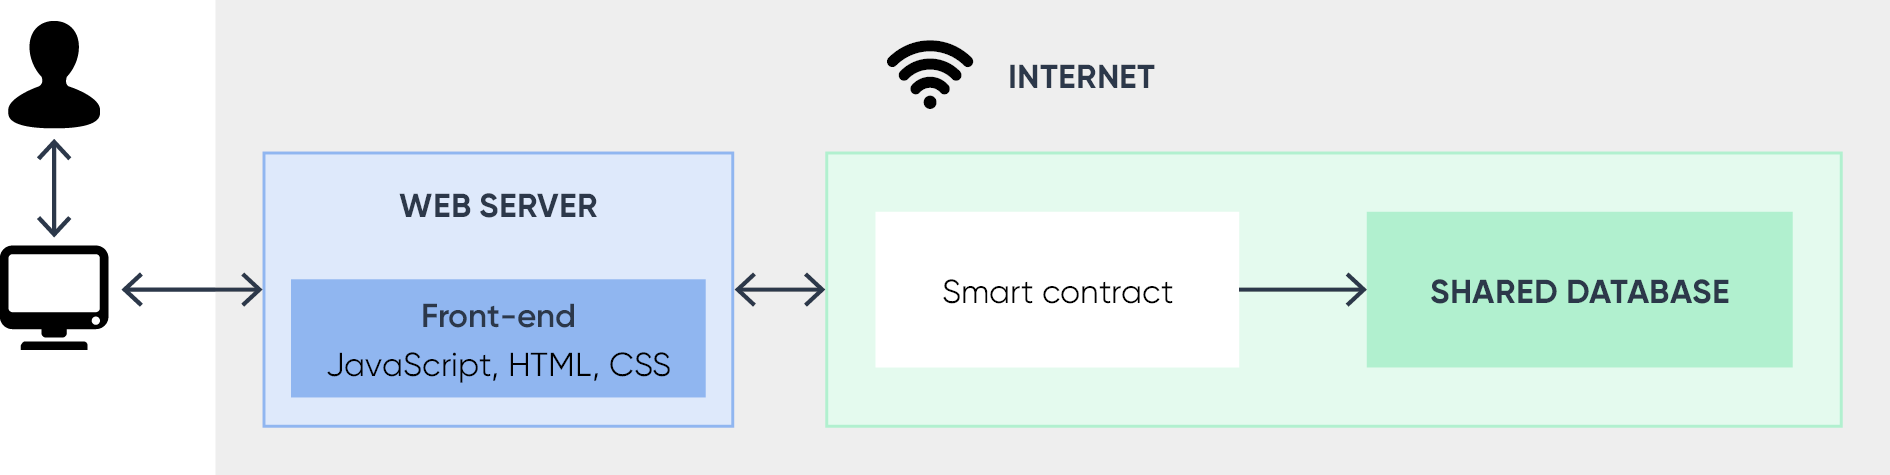 INTERNET
WEB SERVER
Front-end
JavaScript, HTML, CSS
Smart contract
SHARED DATABASE